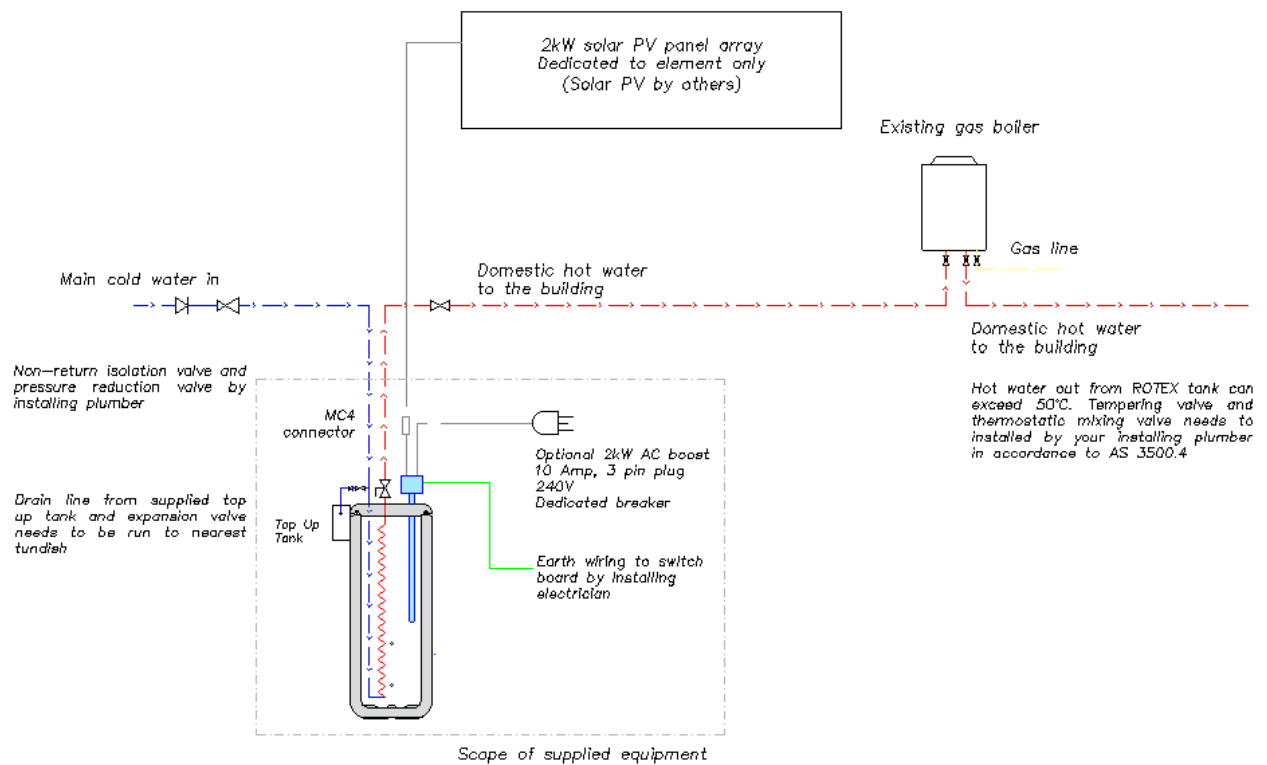 2kW solar PV panel array
Dedicated to element only
(Solar PV by others)
Existing gas boiler
Gas line
Main cold water in
Domestic hot water
to the building
Domestic hot water
to the building
Non-return isolation valve and
pressure reduction valve by
installing plumber
Hot water out from ROTEX tank can
exceed 50°C. Tempering valve and
thermostatic mixing valve needs to
installed by your installing plumber
in accordance to AS 3500.4
MC4
connector
Optional 2kW AC boost
10 Amp, 3 pin plug
240V
Dedicated breaker
Drain line from supplied top
up tank and expansion valve
needs to be run to nearest
tundish
Top Up
Tank
Earth wiring to switch
board by installing
electrician
Scope of supplied equipment